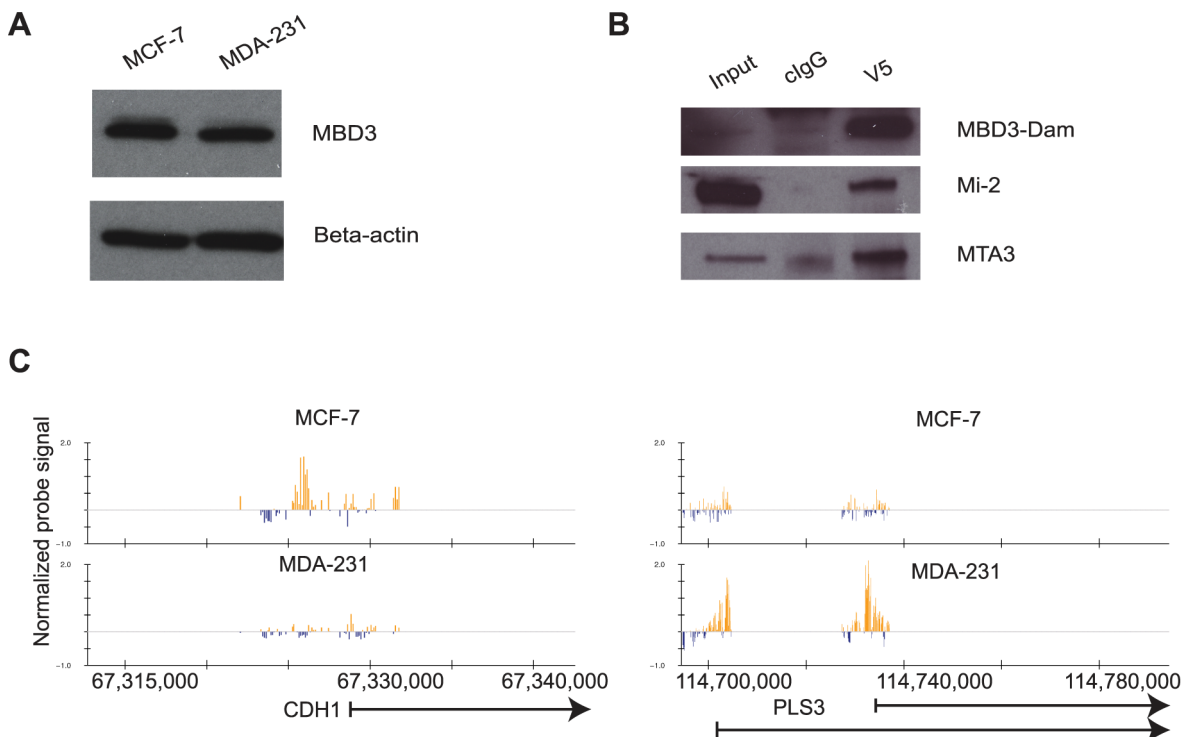 A
MCF-7 MDA-231
MBD3
Beta-actin
B
Input cIgG V5
MBD3-Dam
Mi-2
MTA3
C
Normalized probe signal
MCF-7
2.0
-1.0
MDA-231
2.0
-1.0
67,315,000 67,330,000 67,340,000
CDH1
MCF-7
2.0
-1.0
MDA-231
2.0
-1.0
114,700,000 114,740,000 114,780,000
PLS3